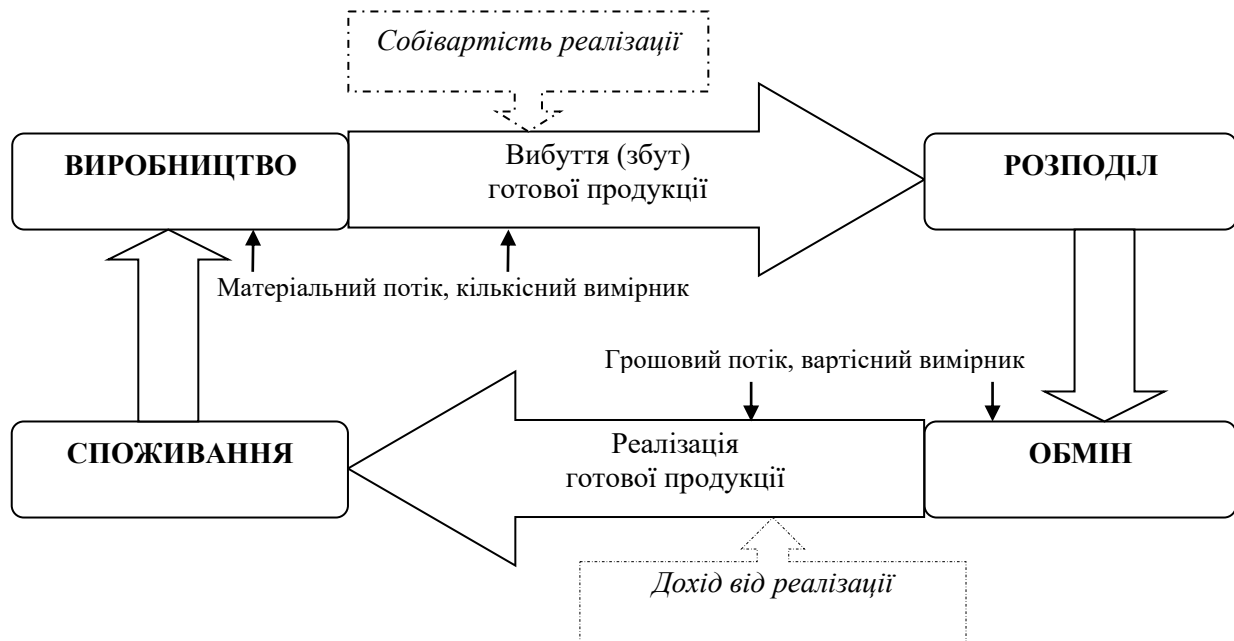 Собівартість реалізації
ВИРОБНИЦТВО
Вибуття (збут)
готової продукції
РОЗПОДІЛ
Матеріальний потік, кількісний вимірник
Грошовий потік, вартісний вимірник
СПОЖИВАННЯ
Реалізація
готової продукції
ОБМІН
Дохід від реалізації